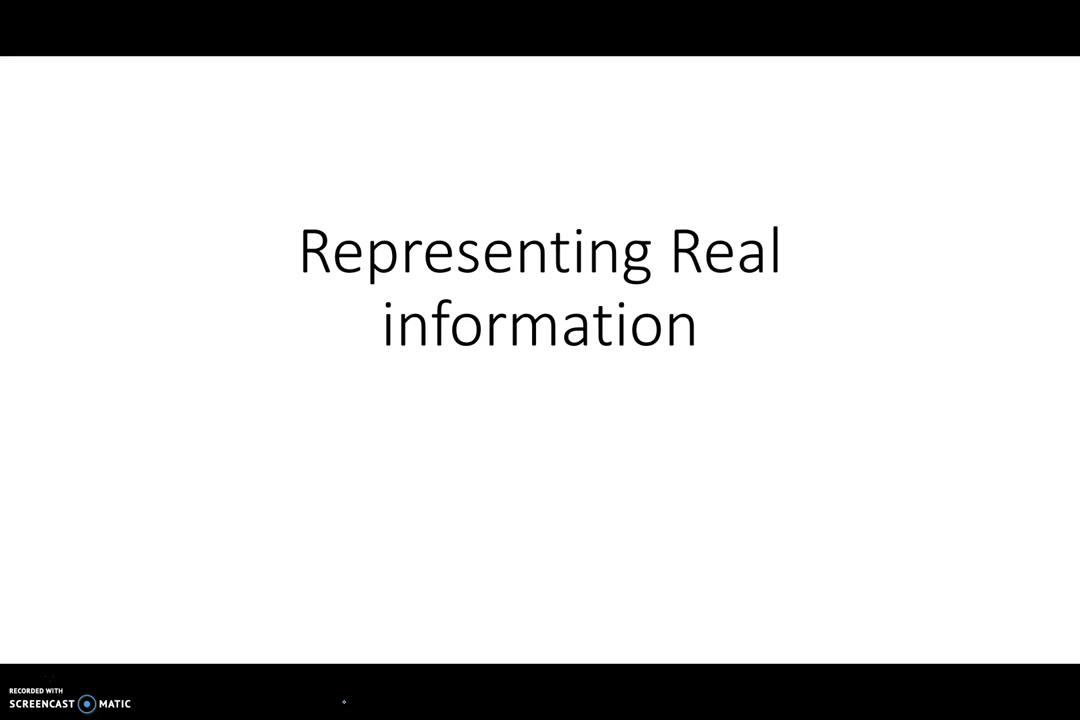 Representing Real
information
RECORDED WITH
SCREENCAST MATIC